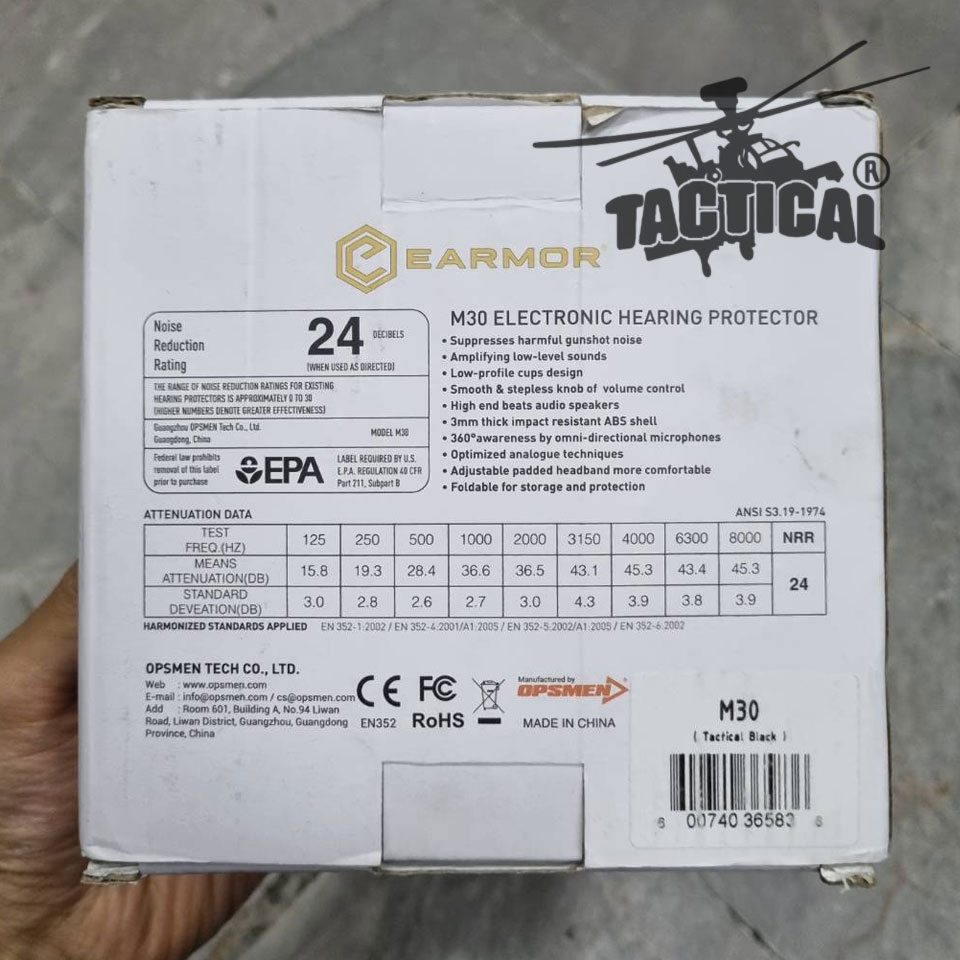 TACTICAL®
EARMOR
Noise
Reduction
Rating
24 DECIBELS
(WHEN USED AS DIRECTED)
THE RANGE OF NOISE REDUCTION RATINGS FOR EXISTING
HEARING PROTECTORS IS APPROXIMATELY 0 TO 30
(HIGHER NUMBERS DENOTE GREATER EFFECTIVENESS)
Guangzhou OPSMEN Tech Co., Ltd.
Guangdong, China
MODEL M30
Federal law prohibits
removal of this label
prior to purchase
EPA
LABEL REQUIRED BY U.S.
E.P.A. REGULATION 40 CFR
Part 211, Subpart B
M30 ELECTRONIC HEARING PROTECTOR
• Suppresses harmful gunshot noise
• Amplifying low-level sounds
• Low-profile cups design
• Smooth & stepless knob of volume control
• High end beats audio speakers
• 3mm thick impact resistant ABS shell
• 360°awareness by omni-directional microphones
• Optimized analogue techniques
• Adjustable padded headband more comfortable
• Foldable for storage and protection
ATTENUATION DATA ANSI S3.19-1974
TEST FREQ.(HZ) 125 250 500 1000 2000 3150 4000 6300 8000 NRR
MEANS ATTENUATION(DB) 15.8 19.3 28.4 36.6 36.5 43.1 45.3 43.4 45.3 24
STANDARD DEVEATION(DB) 3.0 2.8 2.6 2.7 3.0 4.3 3.9 3.8 3.9
HARMONIZED STANDARDS APPLIED EN 352-1:2002 / EN 352-4:2001/A1:2005 / EN 352-5:2002/A1:2005 / EN 352-6:2002
OPSMEN TECH CO., LTD.
Web : www.opsmen.com
E-mail : info@opsmen.com / cs@opsmen.com
Add : Room 601, Building A, No.94 Liwan
Road, Liwan District, Guangzhou, Guangdong
Province, China
CE
EN352
FC
RoHS
Manufactured by
OPSMEN
MADE IN CHINA
M30
( Tactical Black )
6 00740 36583 8